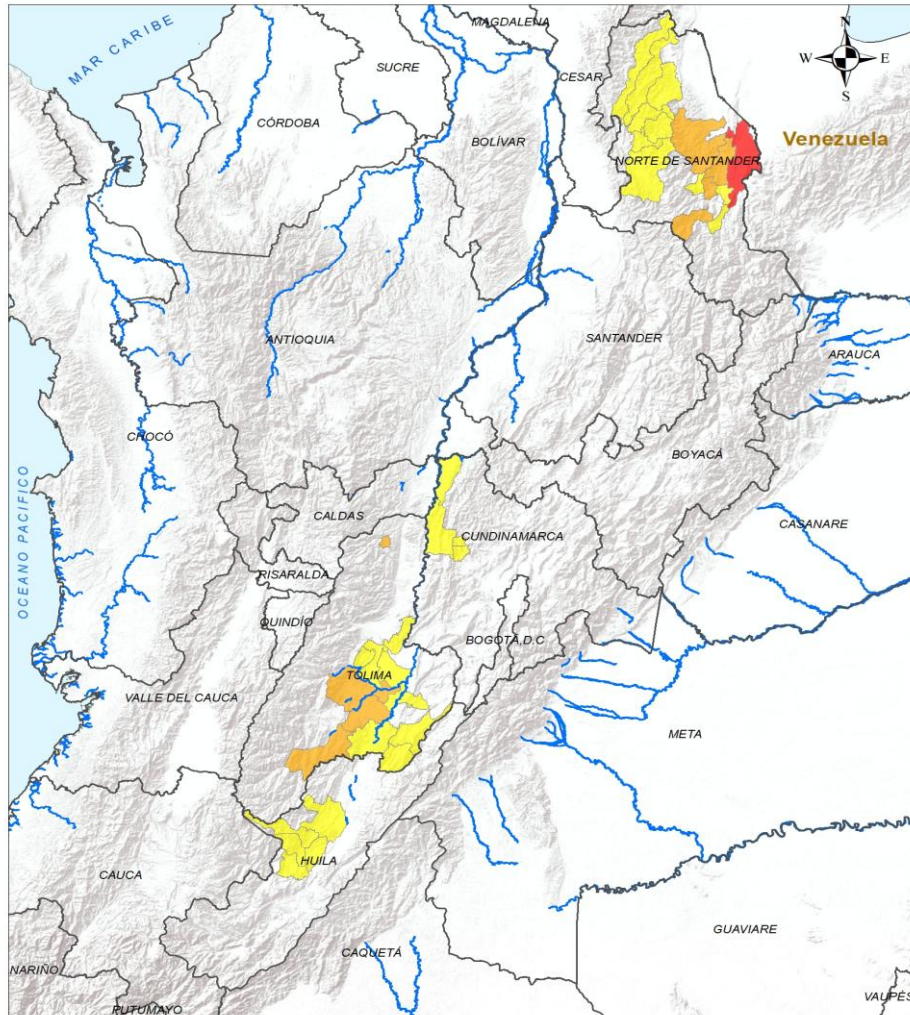 MAGDALENA
MAR CARIBE
N
W
E
S
SUCRE
CESAR
CÓRDOBA
BOLÍVAR
Venezuela
NORTE DE SANTANDER
ANTIOQUIA
SANTANDER
ARAUCA
CHOCÓ
BOYACÁ
OCEANO PACIFICO
CALDAS
CASANARE
CUNDINAMARCA
RISARALDA
QUINDÍO
BOGOTÁ,D.C
TOLIMA
VALLE DEL CAUCA
META
HUILA
CAUCA
GUAVIARE
CAQUETÁ
NARIÑO
PUTUMAYO
VAUPÉS